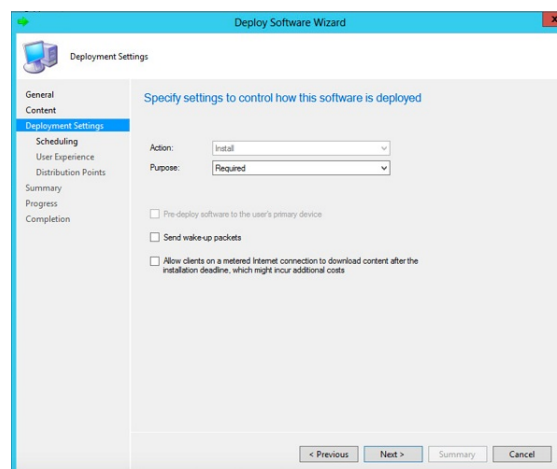 Deploy Software Wizard
x
Deployment Settings
General
Content
Deployment Settings
Scheduling
User Experience
Distribution Points
Summary
Progress
Completion
Specify settings to control how this software is deployed
Action: Install
Purpose: Required
Pre-deploy software to the user's primary device
Send wake-up packets
Allow clients on a metered Internet connection to download content after the
installation deadline, which might incur additional costs
< Previous Next > Summary Cancel